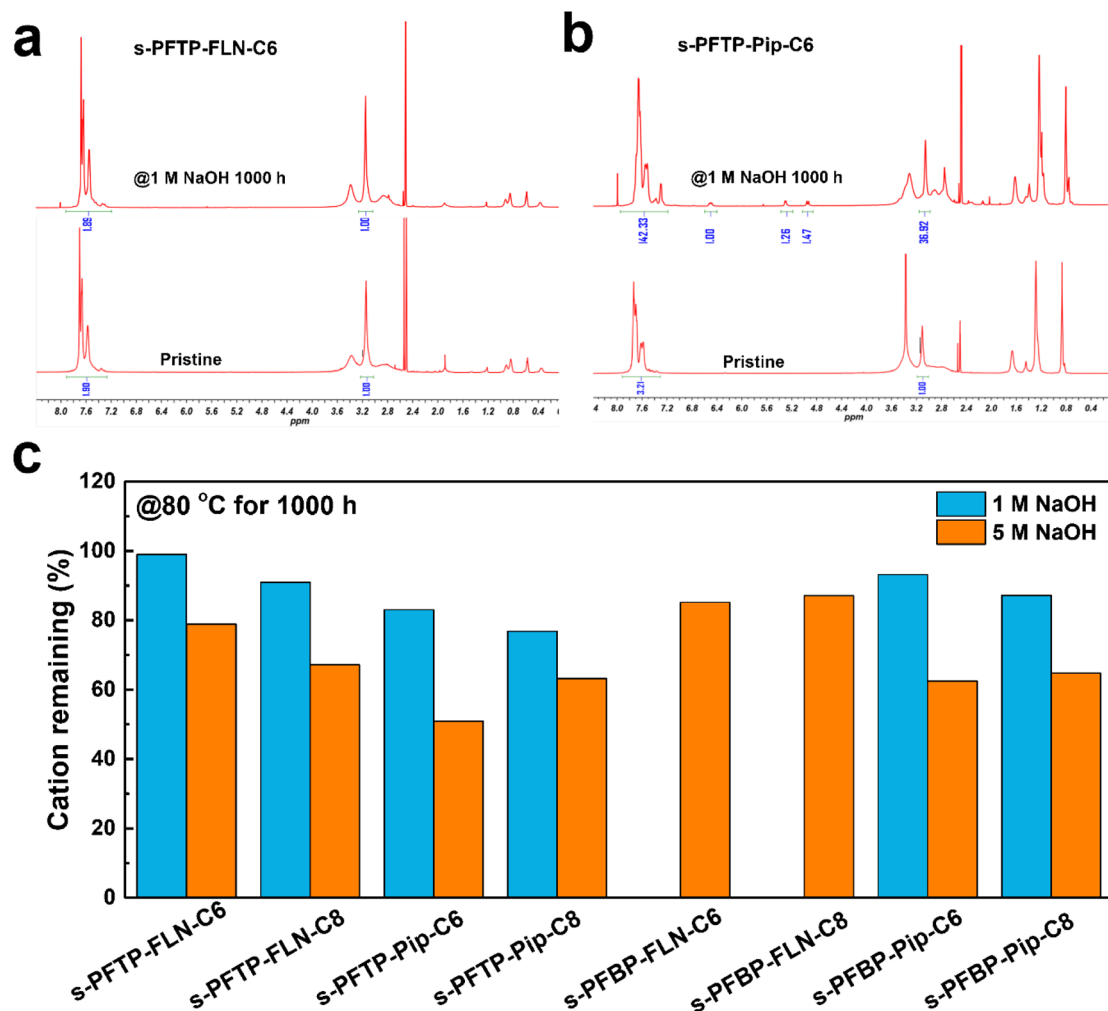 a
s-PFTP-FLN-C6
@1 M NaOH 1000 h
1.89
1.00
Pristine
1.90
1.00
8.0 7.6 7.2 6.8 6.4 6.0 5.6 5.2 4.8 4.4 4.0 3.6 3.2 2.8 2.4 2.0 1.6 1.2 0.8 0.4 0
ppm
b
s-PFTP-Pip-C6
@1 M NaOH 1000 h
142.33
1.00
1.26
1.47
36.92
Pristine
3.21
1.00
4 8.0 7.6 7.2 6.8 6.4 6.0 5.6 5.2 4.8 4.4 4.0 3.6 3.2 2.8 2.4 2.0 1.6 1.2 0.8
ppm
c
@80 °C for 1000 h
1 M NaOH
5 M NaOH
Cation remaining (%)
120
100
80
60
40
20
0
s-PFTP-FLN-C6
s-PFTP-FLN-C8
s-PFTP-Pip-C6
s-PFTP-Pip-C8
s-PFBP-FLN-C6
s-PFBP-FLN-C8
s-PFBP-Pip-C6
s-PFBP-Pip-C8